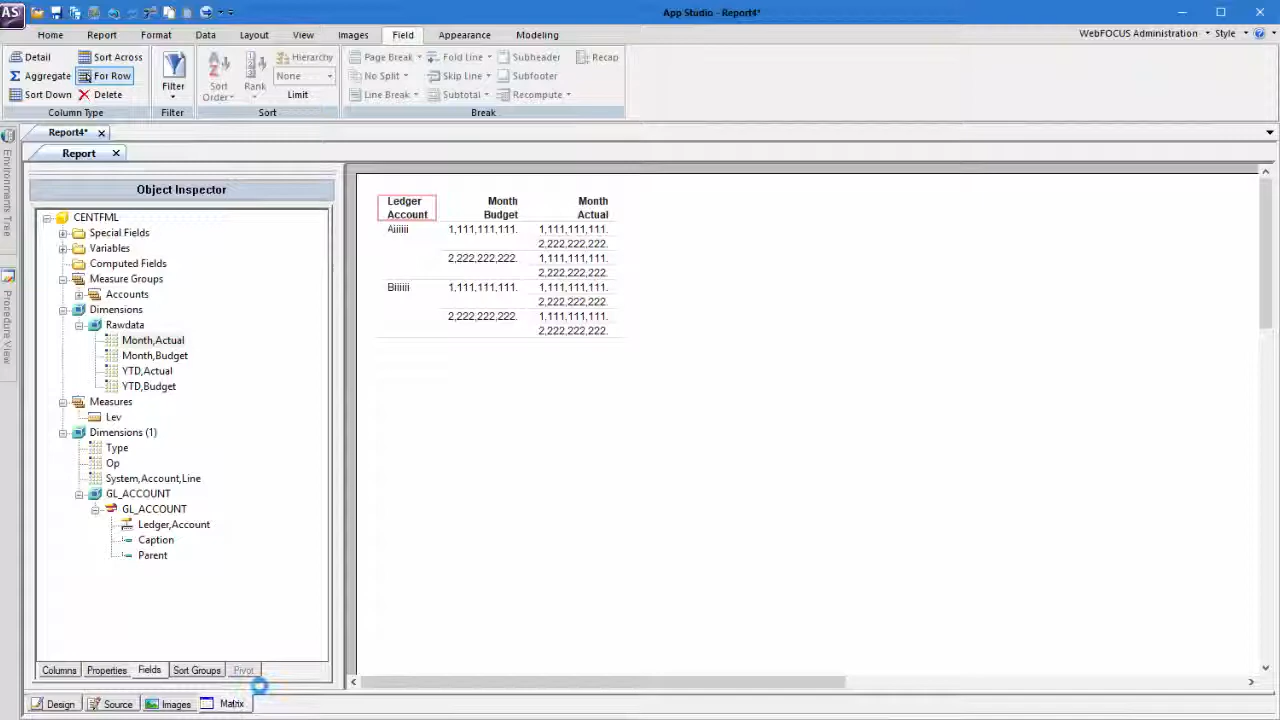 AS
App Studio - Report4*
Home Report Format Data Layout View Images Field Appearance Modeling
WebFOCUS Administration Style
Detail Sort Across
Aggregate For Row
Sort Down Delete
Column Type
Filter
Filter
Sort Order
Rank
Hierarchy
None
Limit
Sort
Page Break Fold Line Subheader Recap
No Split Skip Line Subfooter
Line Break Subtotal Recompute
Break
Report4*
Report
Environments Tree
Procedure View
Object Inspector
CENTFML
Special Fields
Variables
Computed Fields
Measure Groups
Accounts
Dimensions
Rawdata
Month,Actual
Month,Budget
YTD,Actual
YTD,Budget
Measures
Lev
Dimensions (1)
Type
Op
System,Account,Line
GL_ACCOUNT
GL_ACCOUNT
Ledger,Account
Caption
Parent
Columns Properties Fields Sort Groups Pivot
Design Source Images Matrix
Ledger Month Month
Account Budget Actual
Aiiiiii 1,111,111,111. 1,111,111,111.
2,222,222,222.
2,222,222,222. 1,111,111,111.
2,222,222,222.
Biiiiii 1,111,111,111. 1,111,111,111.
2,222,222,222.
2,222,222,222. 1,111,111,111.
2,222,222,222.